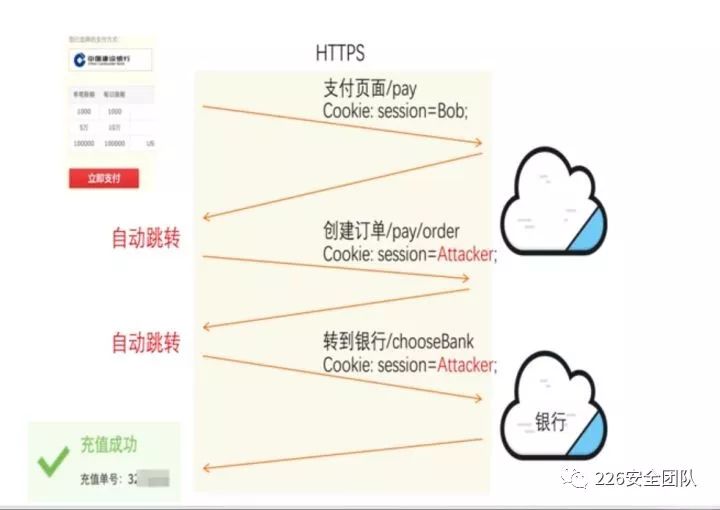 HTTPS
您已选择的支付方式:
中国建设银行
China Construction Bank
单笔限额 每日限额
1000 1000
5万 10万
100000 100000 US
立即支付
支付页面/pay
Cookie: session=Bob;
自动跳转
创建订单/pay/order
Cookie: session=Attacker;
自动跳转
转到银行/chooseBank
Cookie: session=Attacker;
银行
充值成功
充值单号: 32
226安全团队